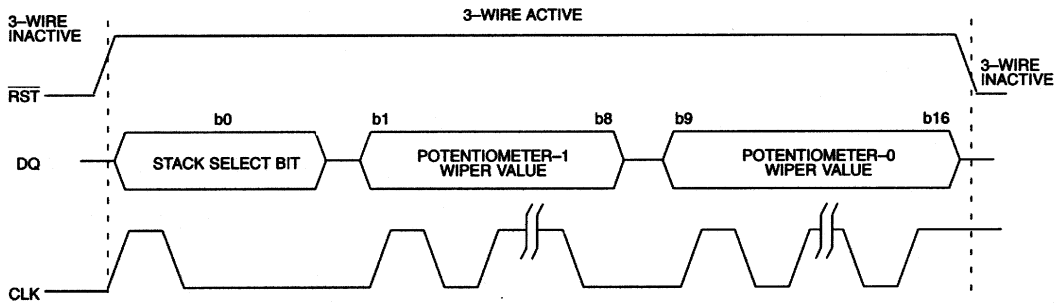 3–WIRE
INACTIVE
3–WIRE ACTIVE
3–WIRE
INACTIVE
RST
b0
b1
b8
b9
b16
DQ
STACK SELECT BIT
POTENTIOMETER–1
WIPER VALUE
POTENTIOMETER–0
WIPER VALUE
CLK